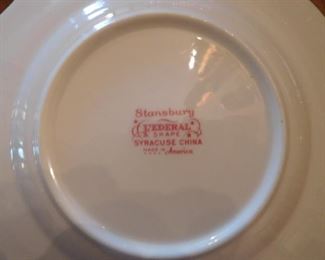 Stansbury
FEDERAL
SHAPE
SYRACUSE CHINA
MADE IN America